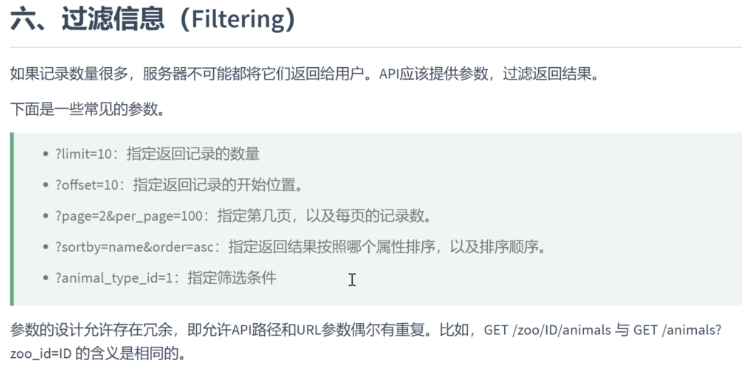 六、过滤信息（Filtering）
如果记录数量很多，服务器不可能都将它们返回给用户。API应该提供参数，过滤返回结果。
下面是一些常见的参数。
• ?limit=10：指定返回记录的数量
• ?offset=10：指定返回记录的开始位置。
• ?page=2&per_page=100：指定第几页，以及每页的记录数。
• ?sortby=name&order=asc：指定返回结果按照哪个属性排序，以及排序顺序。
• ?animal_type_id=1：指定筛选条件
参数的设计允许存在冗余，即允许API路径和URL参数偶尔有重复。比如，GET /zoo/ID/animals 与 GET /animals?
zoo_id=ID 的含义是相同的。